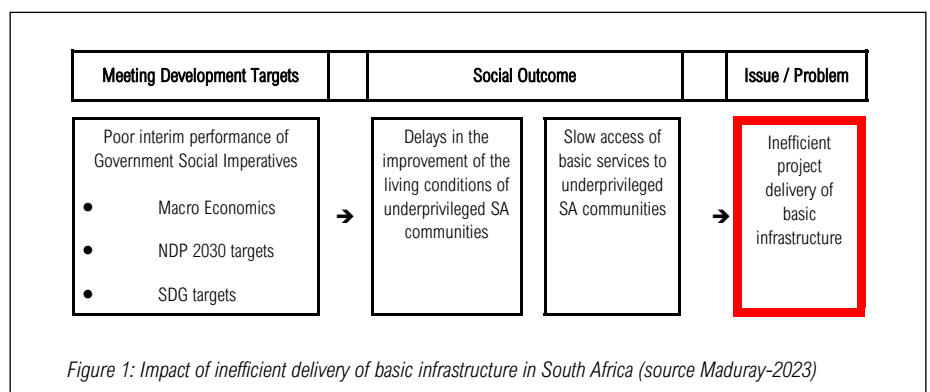 Meeting Development Targets
Social Outcome
Issue / Problem
Poor interim performance of
Government Social Imperatives
● Macro Economics
● NDP 2030 targets
● SDG targets
➔
Delays in the
improvement of the
living conditions of
underprivileged SA
communities
Slow access of
basic services to
underprivileged
SA communities
➔
Inefficient
project
delivery of
basic
infrastructure
Figure 1: Impact of inefficient delivery of basic infrastructure in South Africa (source Maduray-2023)